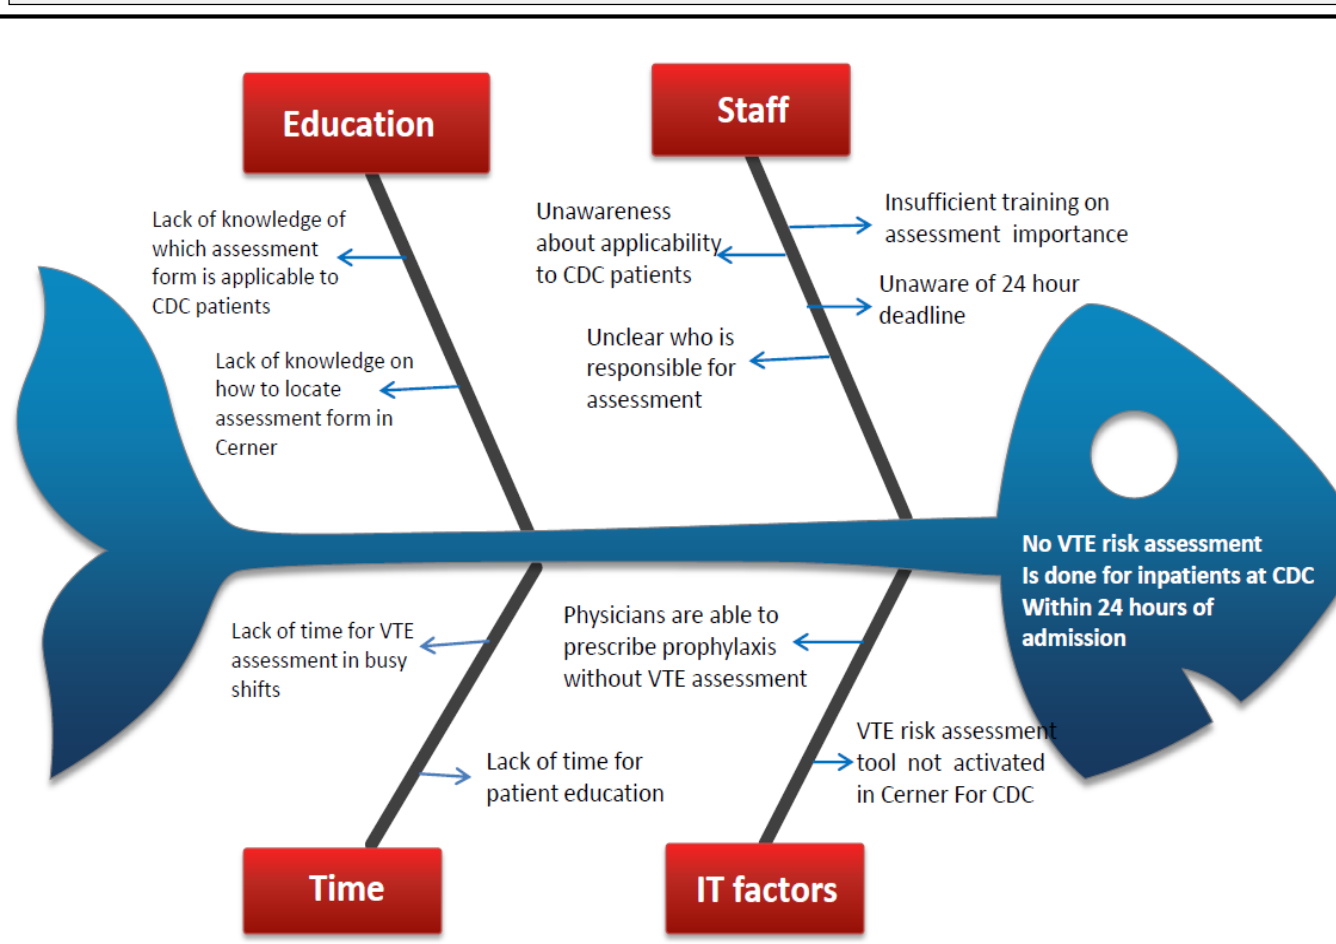 Education
Staff
Lack of knowledge of
which assessment
form is applicable to
CDC patients
Lack of knowledge on
how to locate
assessment form in
Cerner
Unawareness
about applicability
to CDC patients
Unclear who is
responsible for
assessment
Insufficient training on
assessment importance
Unaware of 24 hour
deadline
No VTE risk assessment
Is done for inpatients at CDC
Within 24 hours of
admission
Lack of time for VTE
assessment in busy
shifts
Lack of time for
patient education
Physicians are able to
prescribe prophylaxis
without VTE assessment
VTE risk assessment
tool not activated
in Cerner For CDC
Time
IT factors